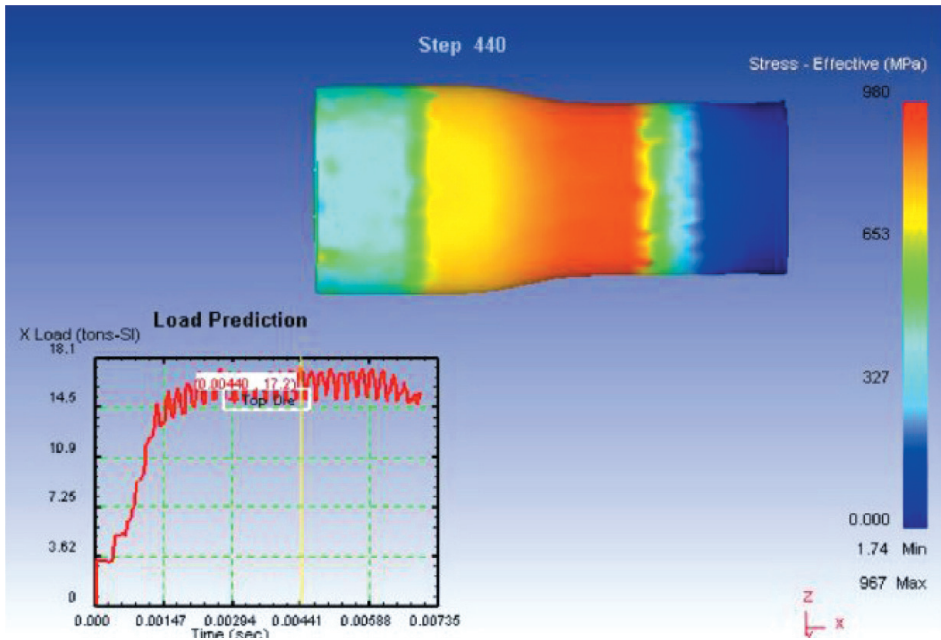 Step 440
Stress - Effective (MPa)
980
653
327
0.000
1.74 Min
967 Max
Load Prediction
X Load (tons-SI)
18.1
14.5
10.9
7.25
3.62
0
(0.00440, 17.2)
Top Die
0.000 0.00147 0.00294 0.00441 0.00588 0.00735
Time (sec)
Z
X